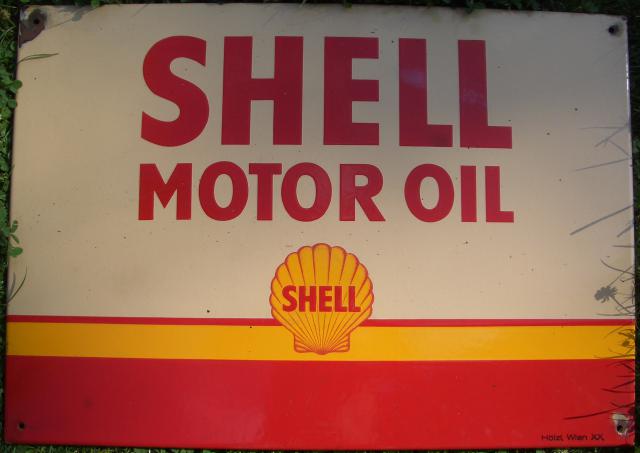 SHELL
MOTOR OIL
SHELL
Hölzl, Wien XX,